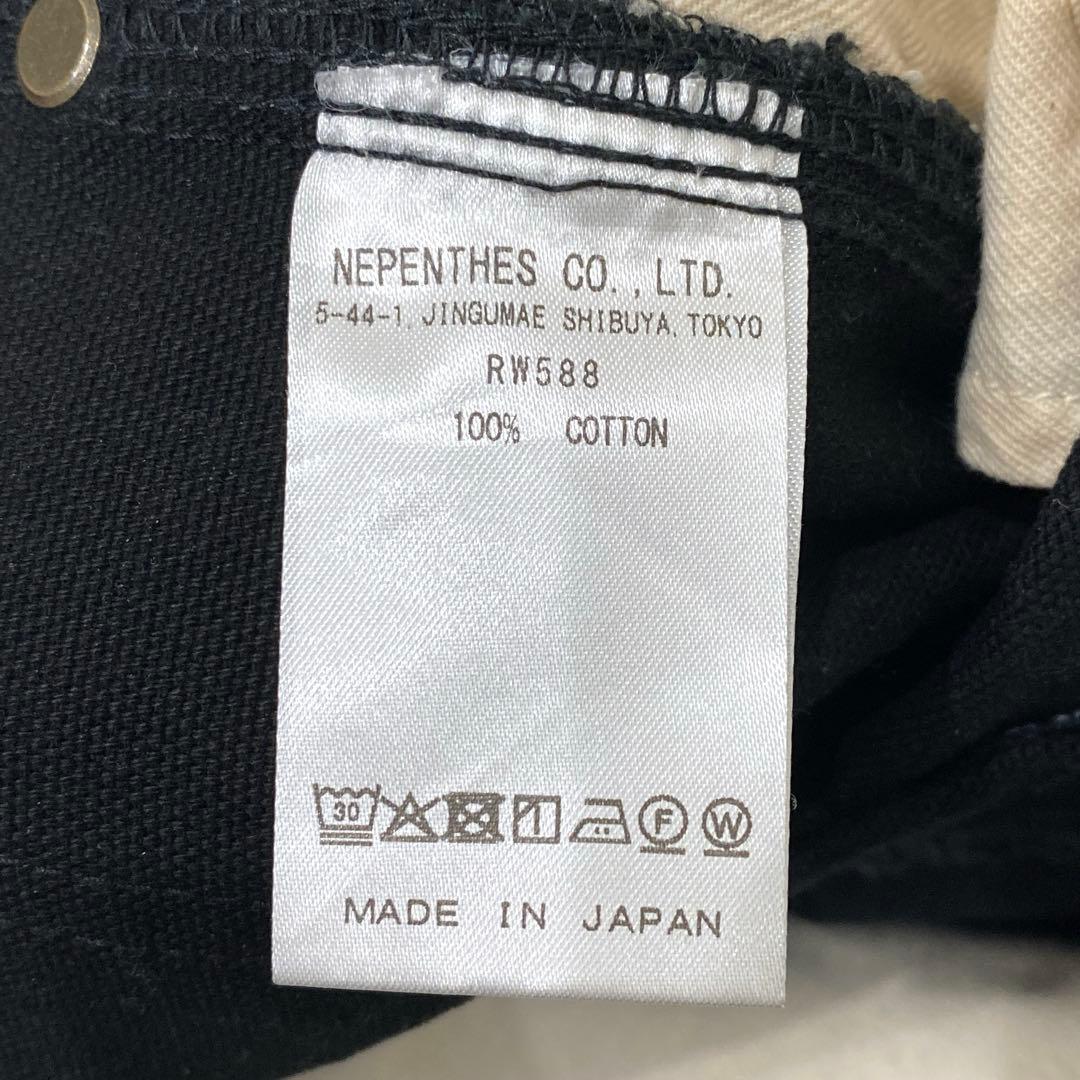 NEPENTHES CO., LTD.
5-44-1, JINGUMAE SHIBUYA, TOKYO
RW588
100% COTTON
30 F W
MADE IN JAPAN